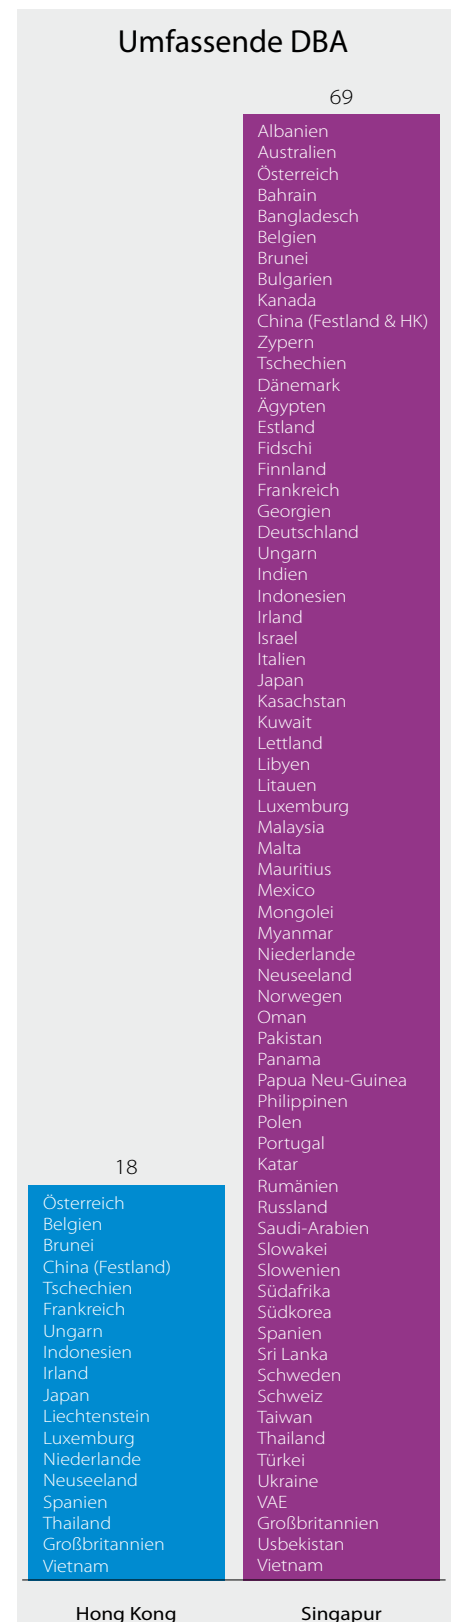 Umfassende DBA
69
Albanien
Australien
Österreich
Bahrain
Bangladesch
Belgien
Brunei
Bulgarien
Kanada
China (Festland & HK)
Zypern
Tschechien
Dänemark
Ägypten
Estland
Fidschi
Finnland
Frankreich
Georgien
Deutschland
Ungarn
Indien
Indonesien
Irland
Israel
Italien
Japan
Kasachstan
Kuwait
Lettland
Libyen
Litauen
Luxemburg
Malaysia
Malta
Mauritius
Mexico
Mongolei
Myanmar
Niederlande
Neuseeland
Norwegen
Oman
Pakistan
Panama
Papua Neu-Guinea
Philippinen
Polen
Portugal
Katar
Rumänien
Russland
Saudi-Arabien
Slowakei
Slowenien
Südafrika
Südkorea
Spanien
Sri Lanka
Schweden
Schweiz
Taiwan
Thailand
Türkei
Ukraine
VAE
Großbritannien
Usbekistan
Vietnam
18
Österreich
Belgien
Brunei
China (Festland)
Tschechien
Frankreich
Ungarn
Indonesien
Irland
Japan
Liechtenstein
Luxemburg
Niederlande
Neuseeland
Spanien
Thailand
Großbritannien
Vietnam
Hong Kong
Singapur